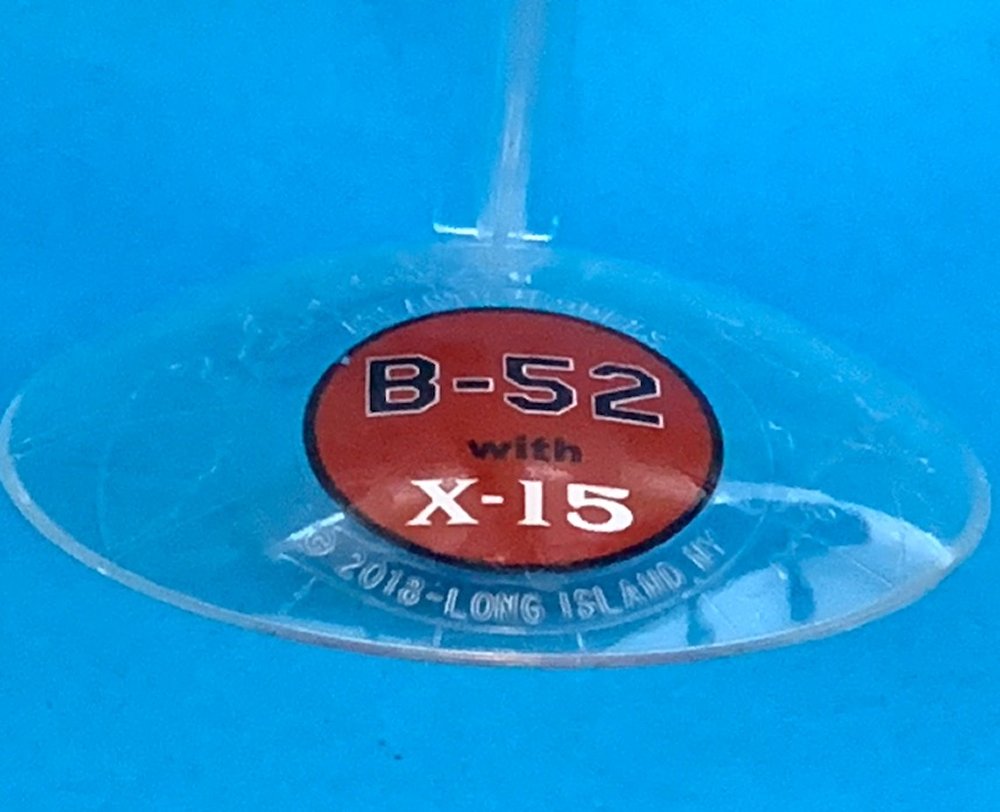 B-52
with
X-15
© 2018-LONG ISLAND, NY